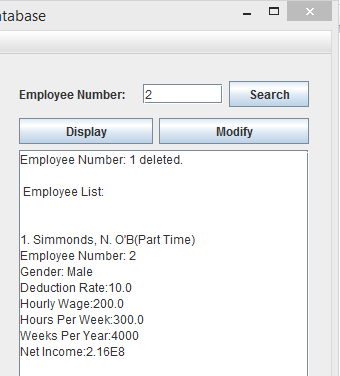 atabase
Employee Number: 2 Search
Display Modify
Employee Number: 1 deleted.
Employee List:
1. Simmonds, N. O'B(Part Time)
Employee Number: 2
Gender: Male
Deduction Rate:10.0
Hourly Wage:200.0
Hours Per Week:300.0
Weeks Per Year:4000
Net Income:2.16E8